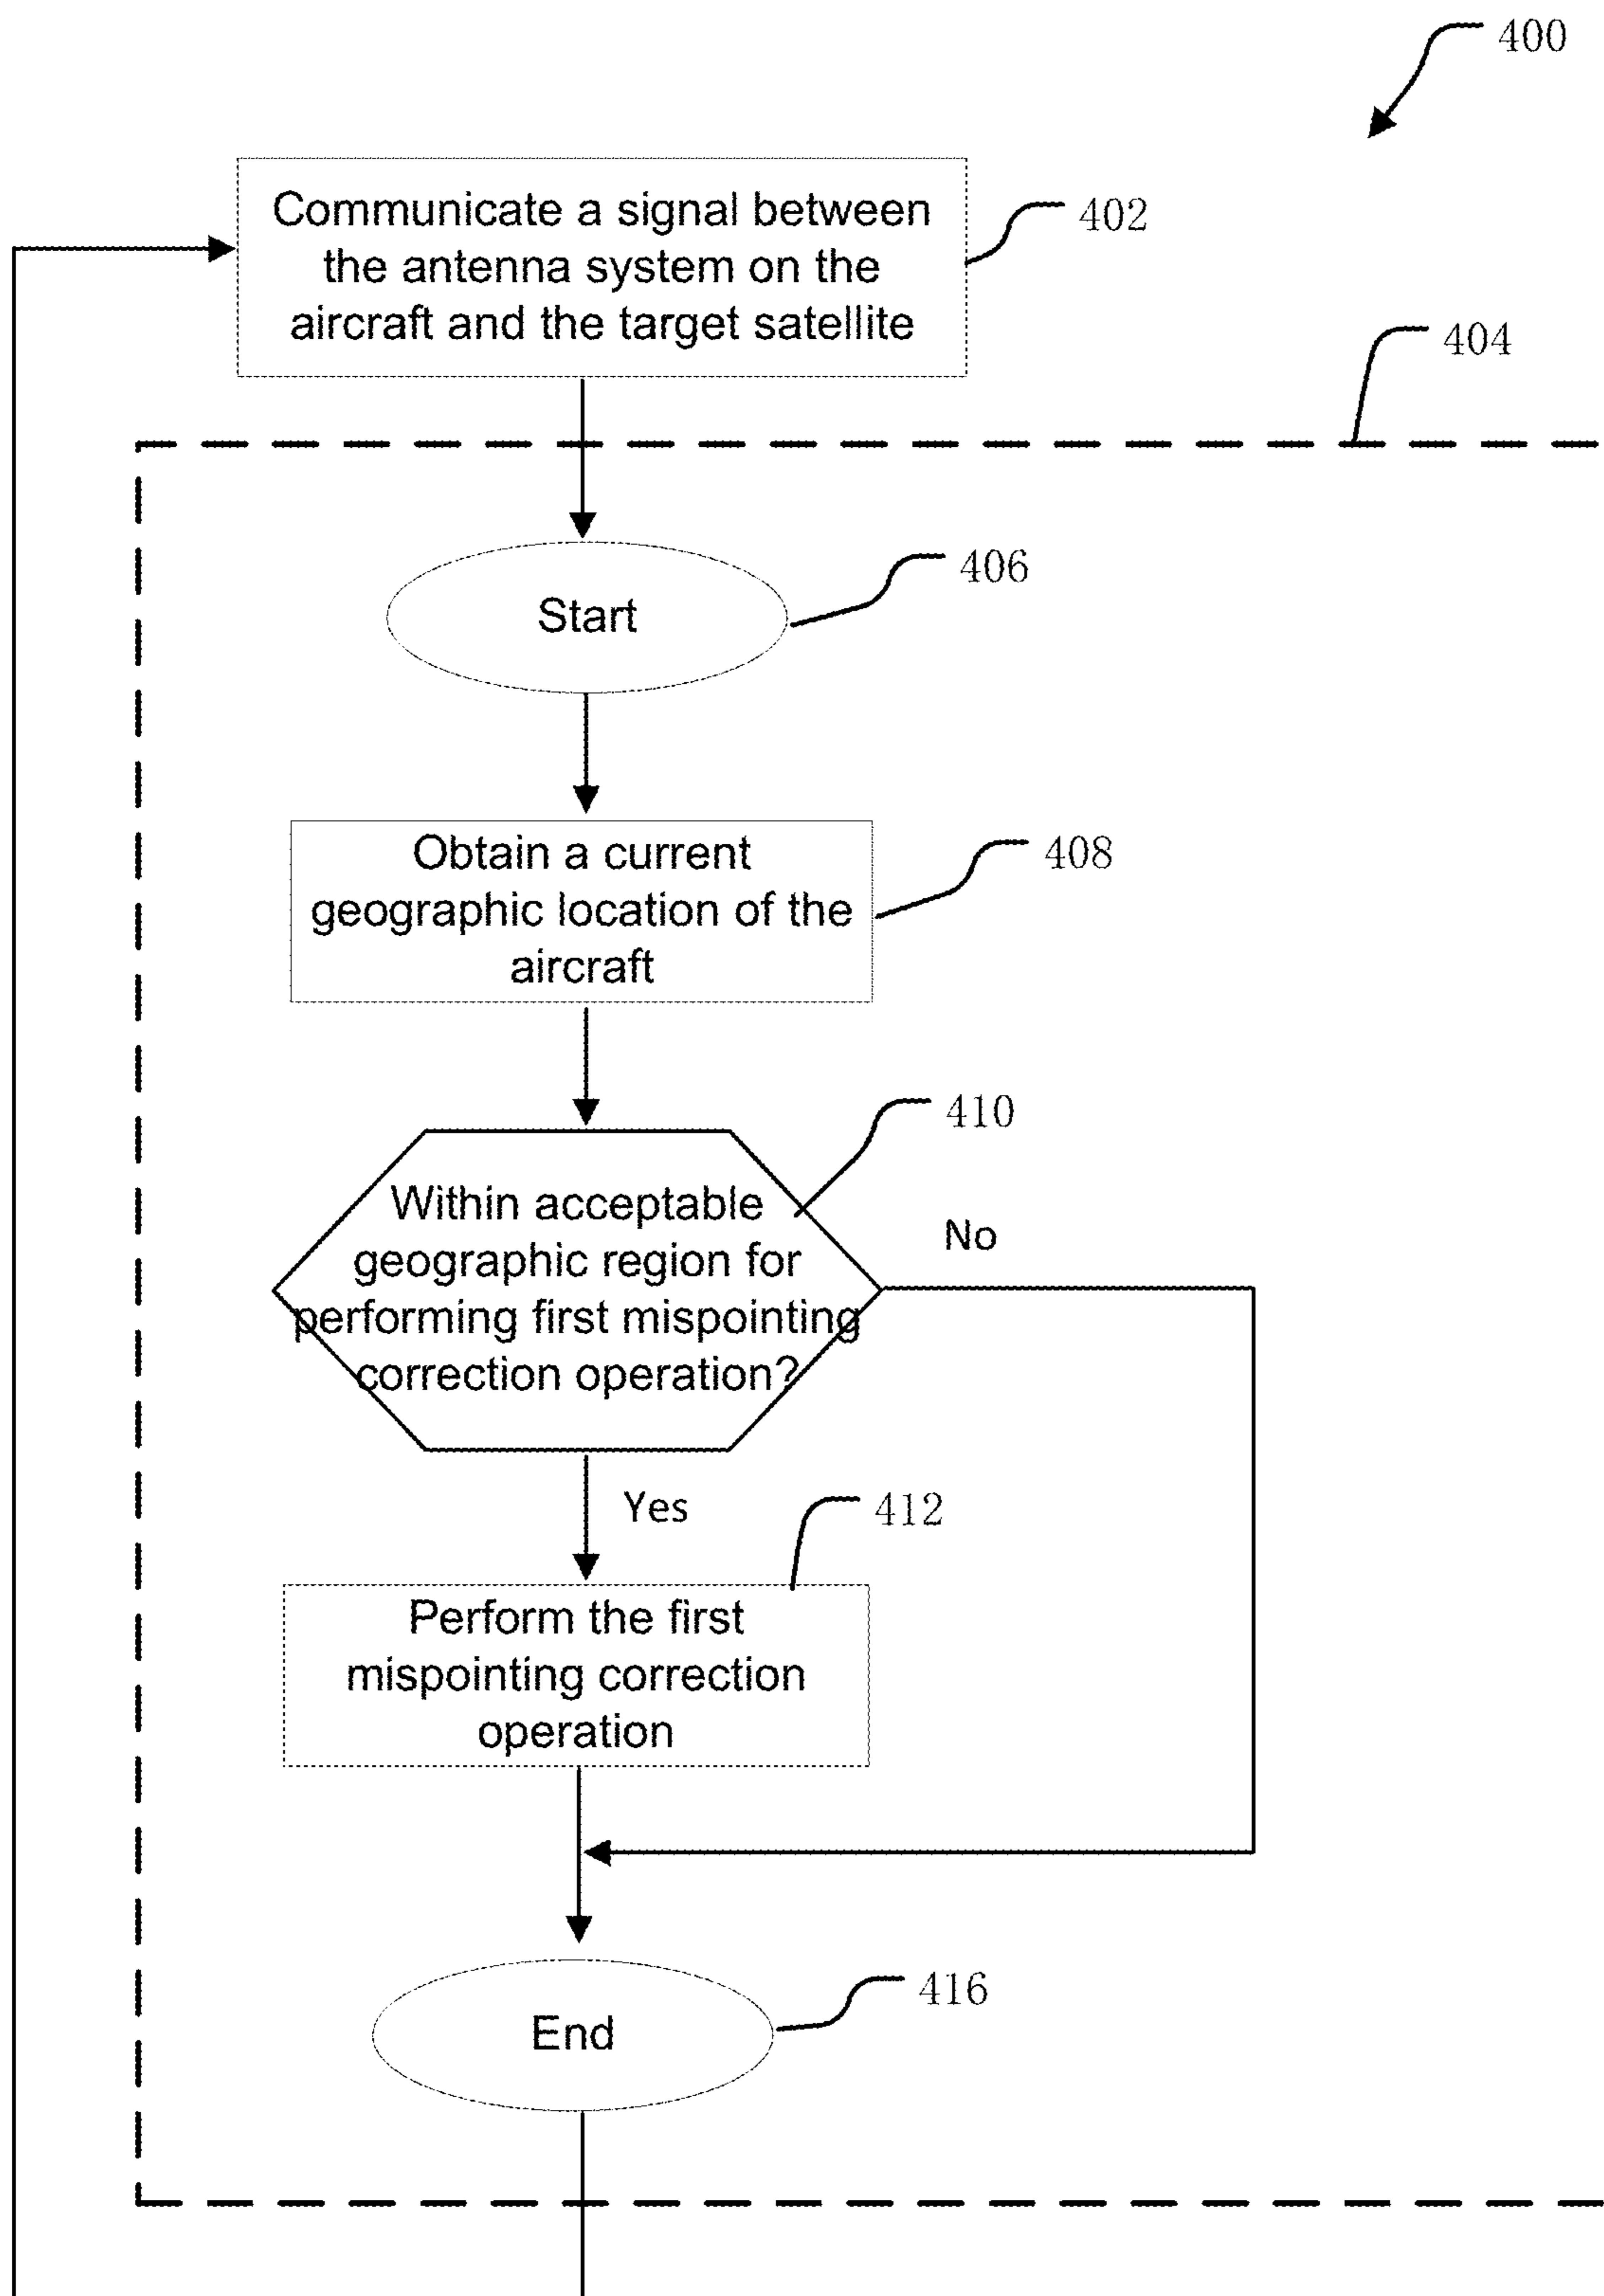 400
Communicate a signal between
the antenna system on the
aircraft and the target satellite
402
404
Start
406
Obtain a current
geographic location of the
aircraft
408
410
Within acceptable
geographic region for
performing first mispointing
correction operation?
No
Yes
412
Perform the first
mispointing correction
operation
End
416